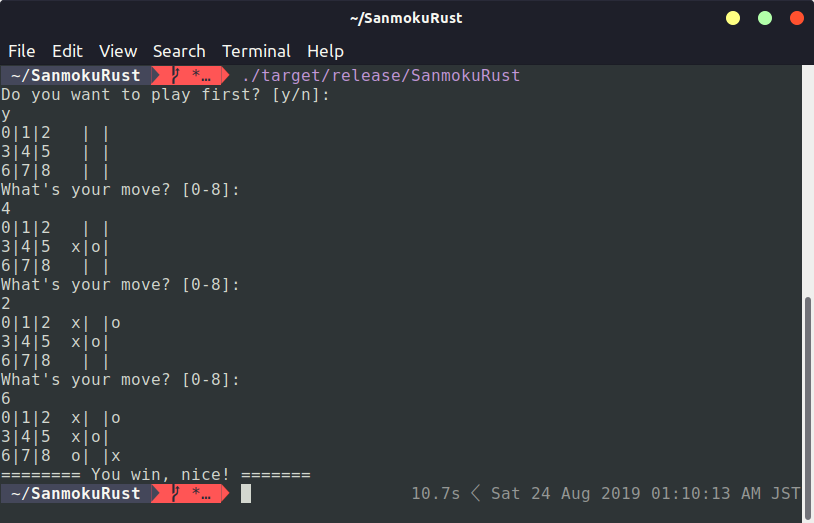 ~/SanmokuRust
File Edit View Search Terminal Help
~/SanmokuRust *… ./target/release/SanmokuRust
Do you want to play first? [y/n]:
y
0|1|2   | |
3|4|5   | |
6|7|8   | |
What's your move? [0-8]:
4
0|1|2   | |
3|4|5  x|o|
6|7|8   | |
What's your move? [0-8]:
2
0|1|2  x| |o
3|4|5  x|o|
6|7|8   | |
What's your move? [0-8]:
6
0|1|2  x| |o
3|4|5  x|o|
6|7|8  o| |x
======== You win, nice! =======
~/SanmokuRust *… 10.7s < Sat 24 Aug 2019 01:10:13 AM JST